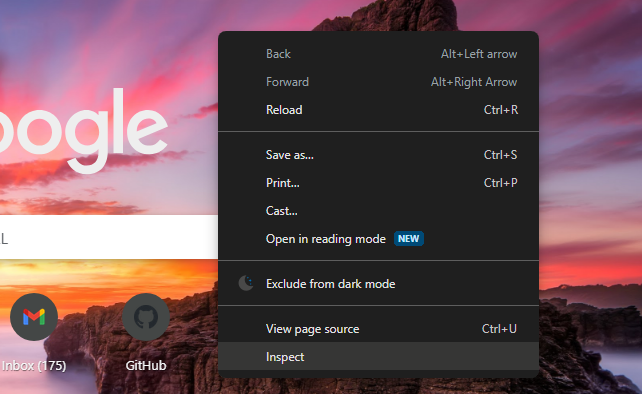 oogle
L
Inbox (175)
GitHub
Back Alt+Left arrow
Forward Alt+Right Arrow
Reload Ctrl+R
Save as... Ctrl+S
Print... Ctrl+P
Cast...
Open in reading mode NEW
Exclude from dark mode
View page source Ctrl+U
Inspect